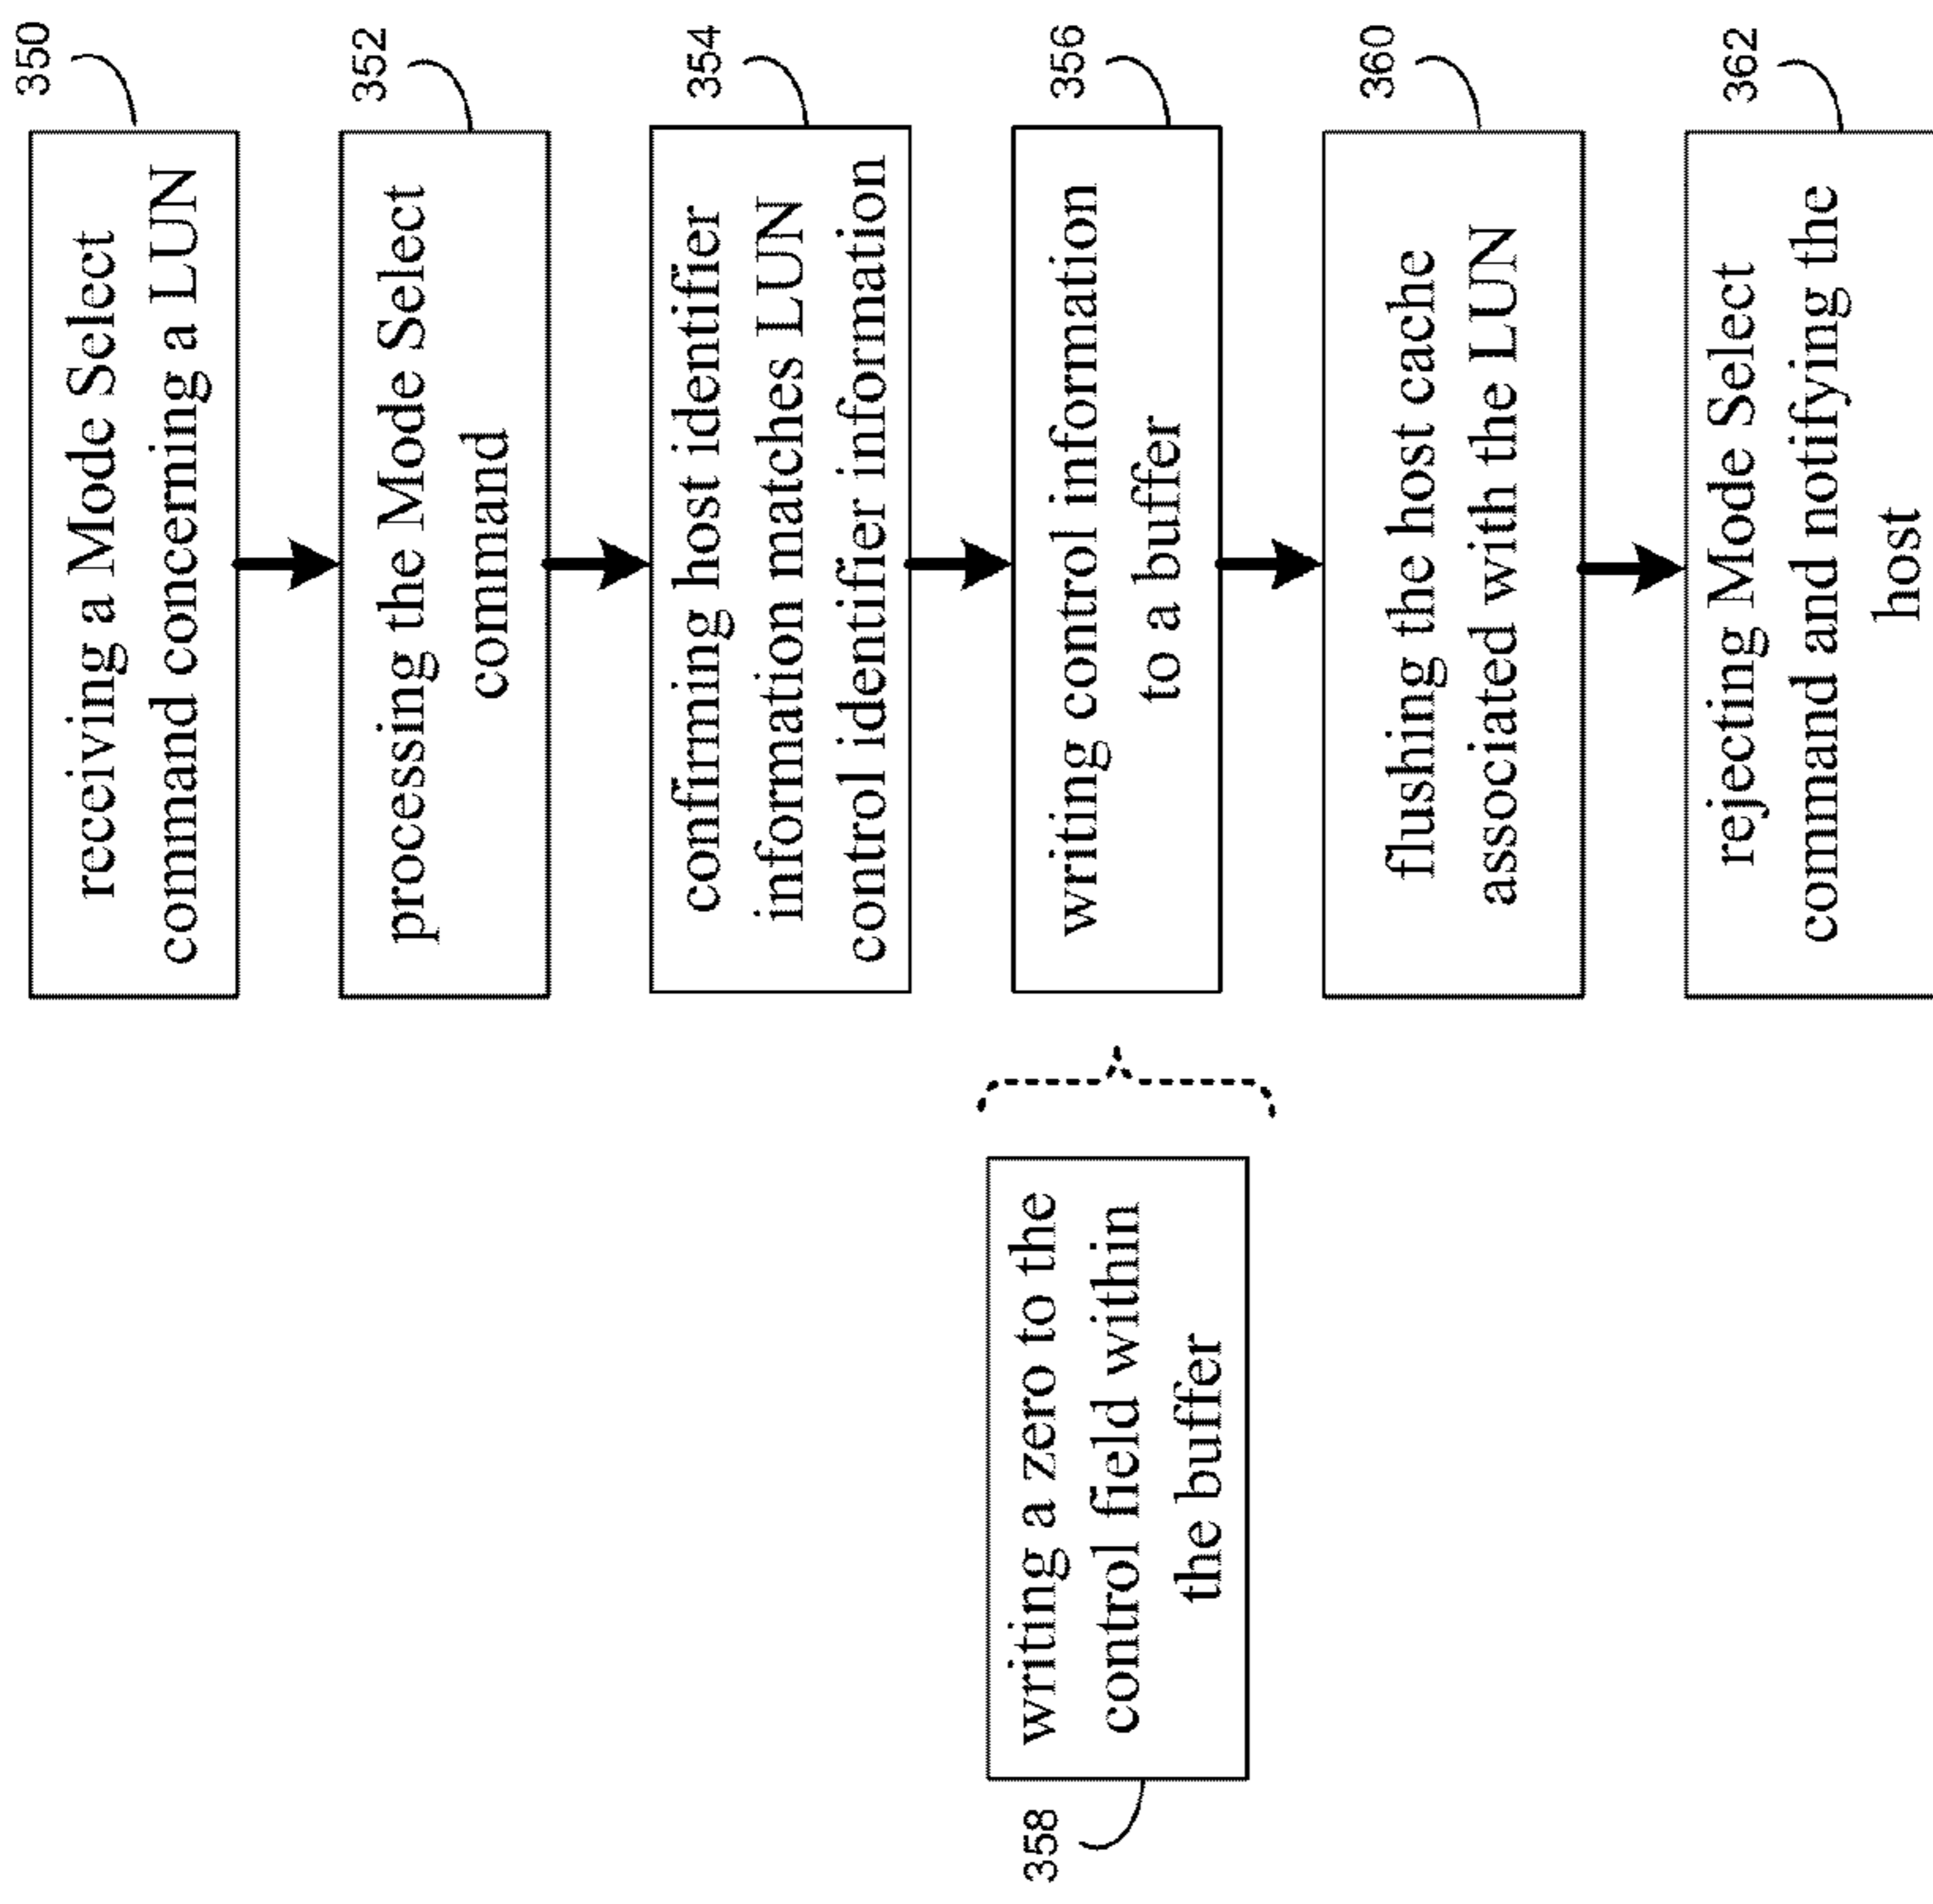 350
receiving a Mode Select
command concerning a LUN
352
processing the Mode Select
command
354
confirming host identifier
information matches LUN
control identifier information
356
writing control information
to a buffer
358
writing a zero to the
control field within
the buffer
360
flushing the host cache
associated with the LUN
362
rejecting Mode Select
command and notifying the
host